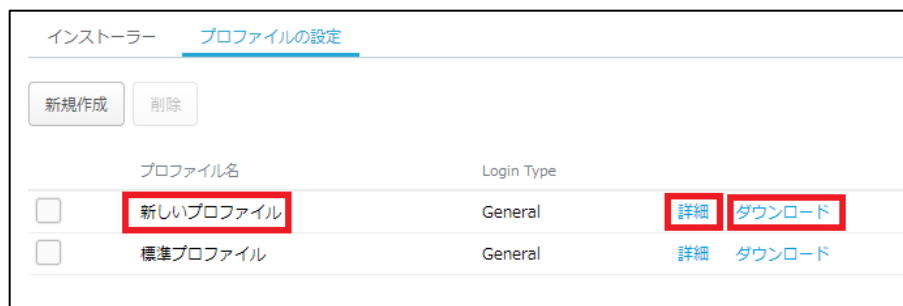 インストーラー プロファイルの設定
新規作成 削除
プロファイル名 Login Type
新しいプロファイル General 詳細 ダウンロード
標準プロファイル General 詳細 ダウンロード